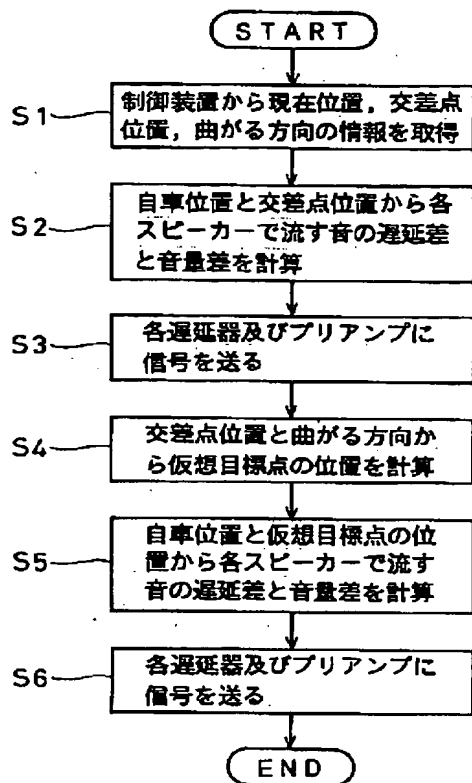 START
S1
制御装置から現在位置，交差点
位置，曲がる方向の情報を取得
S2
自車位置と交差点位置から各
スピーカーで流す音の遅延差
と音量差を計算
S3
各遅延器及びプリアンプに
信号を送る
S4
交差点位置と曲がる方向か
ら仮想目標点の位置を計算
S5
自車位置と仮想目標点の位
置から各スピーカーで流す
音の遅延差と音量差を計算
S6
各遅延器及びプリアンプに
信号を送る
END